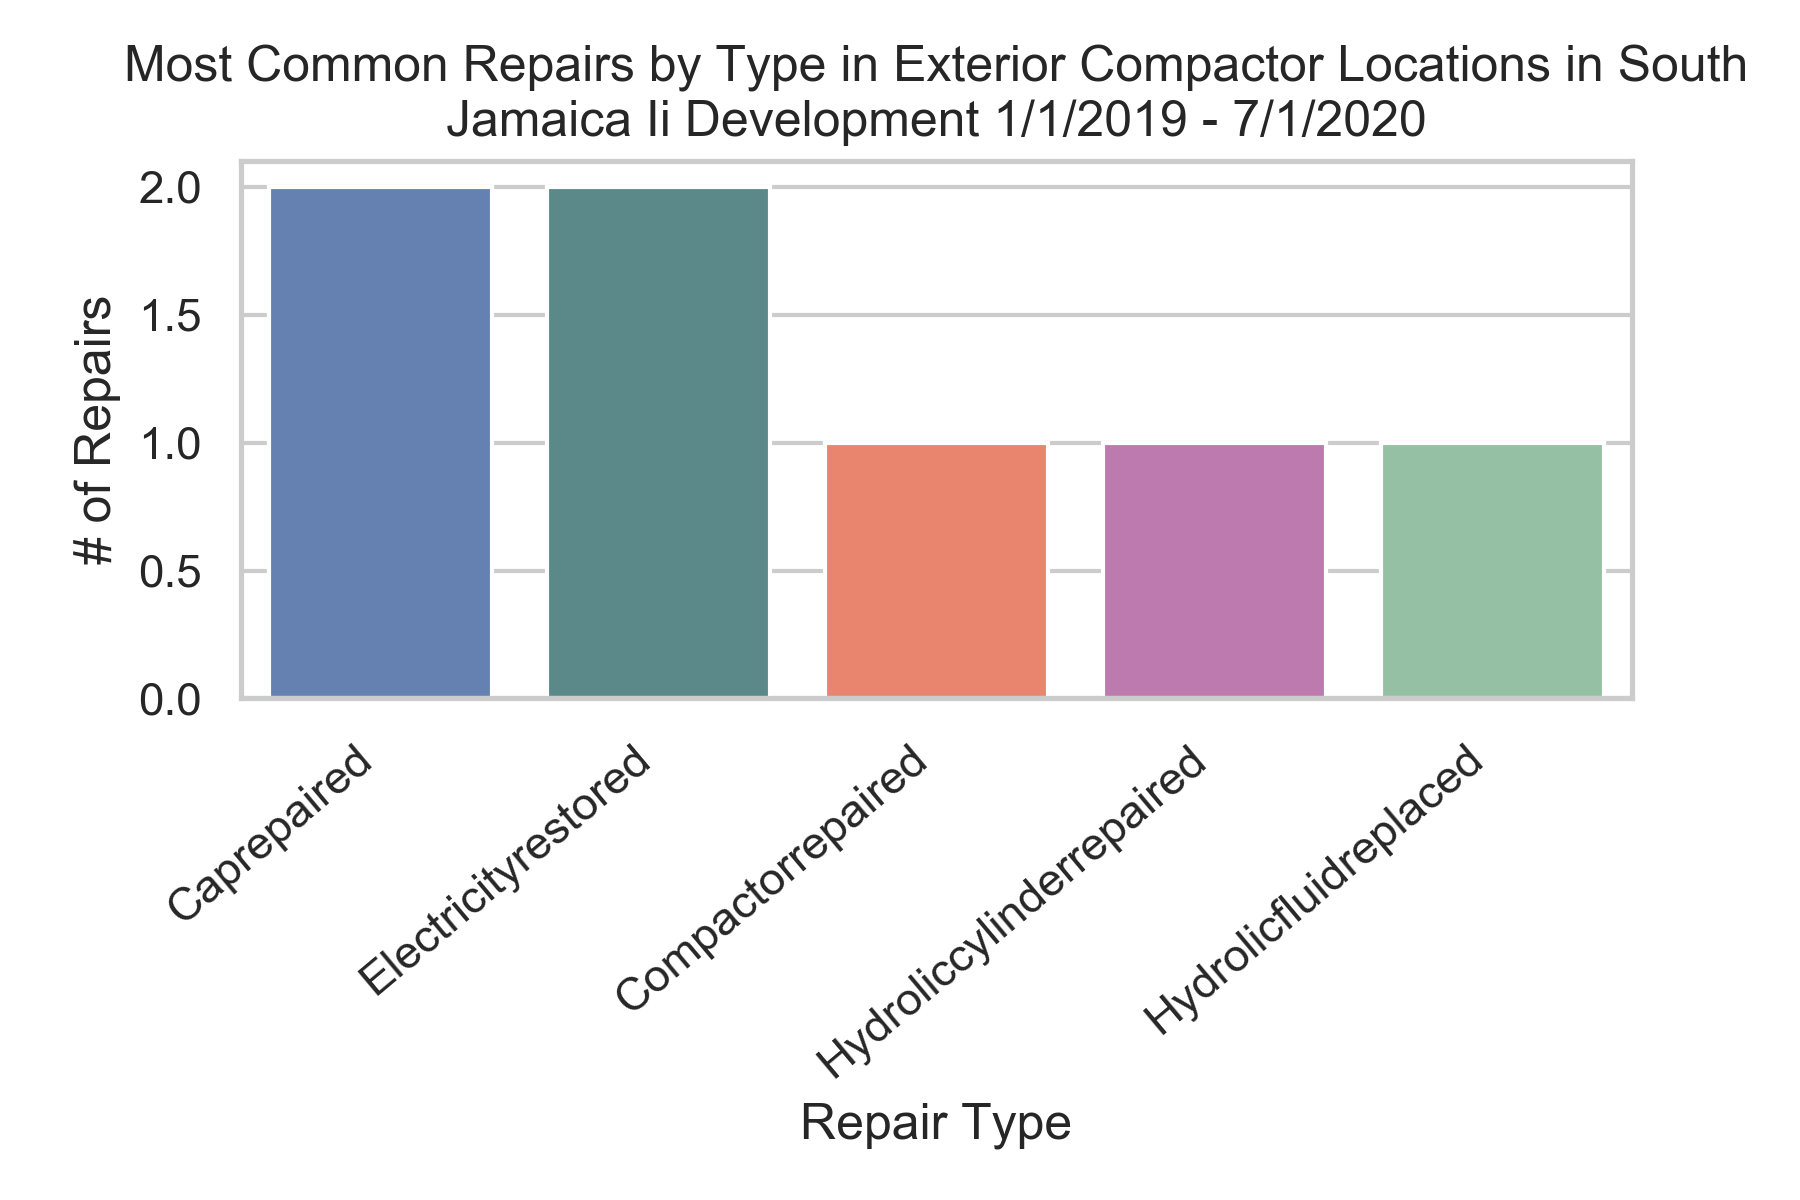 Most Common Repairs by Type in Exterior Compactor Locations in South
Jamaica Ii Development 1/1/2019 - 7/1/2020
# of Repairs
2.0
1.5
1.0
0.5
0.0
Caprepaired
Electricityrestored
Compactorrepaired
Hydroliccylinderrepaired
Hydrolicfluidreplaced
Repair Type